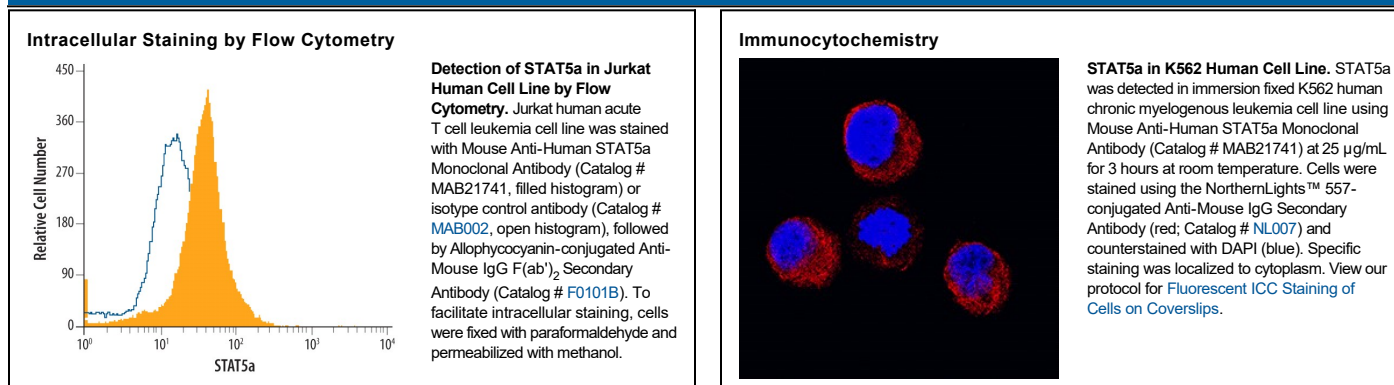 Intracellular Staining by Flow Cytometry
450
360
270
180
90
0
Relative Cell Number
10⁰
10¹
10²
10³
10⁴
STAT5a
Detection of STAT5a in Jurkat
Human Cell Line by Flow
Cytometry. Jurkat human acute
T cell leukemia cell line was stained
with Mouse Anti-Human STAT5a
Monoclonal Antibody (Catalog #
MAB21741, filled histogram) or
isotype control antibody (Catalog #
MAB002, open histogram), followed
by Allophycocyanin-conjugated Anti-
Mouse IgG F(ab')₂ Secondary
Antibody (Catalog # F0101B). To
facilitate intracellular staining, cells
were fixed with paraformaldehyde and
permeabilized with methanol.
Immunocytochemistry
STAT5a in K562 Human Cell Line. STAT5a
was detected in immersion fixed K562 human
chronic myelogenous leukemia cell line using
Mouse Anti-Human STAT5a Monoclonal
Antibody (Catalog # MAB21741) at 25 µg/mL
for 3 hours at room temperature. Cells were
stained using the NorthernLights™ 557-
conjugated Anti-Mouse IgG Secondary
Antibody (red; Catalog # NL007) and
counterstained with DAPI (blue). Specific
staining was localized to cytoplasm. View our
protocol for Fluorescent ICC Staining of
Cells on Coverslips.